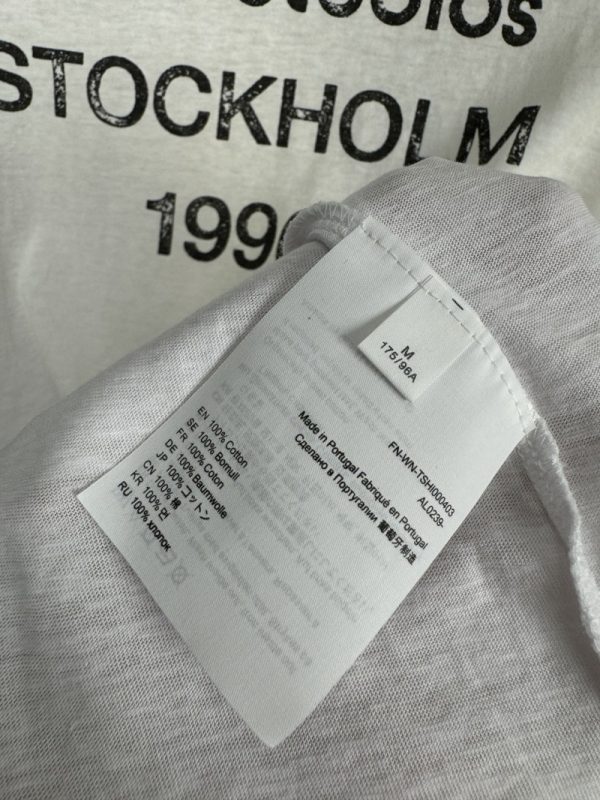 studios
STOCKHOLM
199
M
175/96A
FN-WN-TSHI000403
AL0239-
Made in Portugal Fabriqué en Portugal
Сделано в Португалии 葡萄牙制造
EN 100% Cotton
SE 100% Bomull
FR 100% Coton
DE 100% Baumwolle
JP 100% コットン
CN 100% 棉
KR 100% 면
RU 100% хлопок